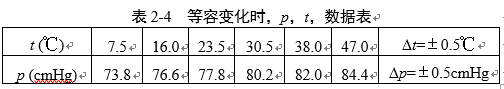 表 2-4 等容变化时，p，t，数据表
t (℃) 7.5 16.0 23.5 30.5 38.0 47.0 Δt=±0.5℃
p (cmHg) 73.8 76.6 77.8 80.2 82.0 84.4 Δp=±0.5cmHg